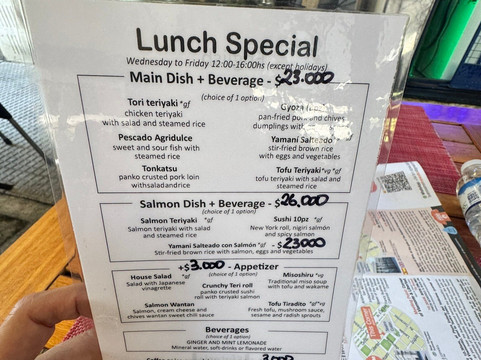 Lunch Special
Wednesday to Friday 12:00-16:00hs (except holidays)
Main Dish + Beverage - $23.000
(choice of 1 option)
Tori teriyaki *gf
chicken teriyaki
with salad and steamed rice
Pescado Agridulce
sweet and sour fish with
steamed rice
Tonkatsu
panko crusted pork loin
withsaladandrice
Gyoza
pan-fried pork and chives
dumplings with
Yamani Salteado *gf
stir-fried brown rice
with eggs and vegetables
Tofu Teriyaki *vg *gf
tofu teriyaki with salad and
steamed rice
Salmon Dish + Beverage - $26,000
(choice of 1 option)
Salmon Teriyaki *gf
Salmon teriyaki with salad
and steamed rice
Sushi 10pz *gf
New York roll, nigiri salmón
and spicy salmon
Yamani Salteado con Salmón *gf - $23000
Stir-fried brown rice with salmon, eggs and vegetables
+$3.000 - Appetizer
(choice of 1 option)
House Salad *gf
Salad with Japanese
vinagrette
Crunchy Teri roll
panko crusted sushi
roll with teriyaki salmon
Misoshiru *vg
Traditional miso soup
with tofu and wakame
Salmon Wantan
Salmon, cream cheese and
chives wantan sweet chili sauce
Tofu Tiradito *gf*vg
Fresh tofu, mushroom sauce,
sesame and radish sprouts
Beverages
GINGER AND MINT LEMONADE
Mineral water, soft-drinks or flavored water